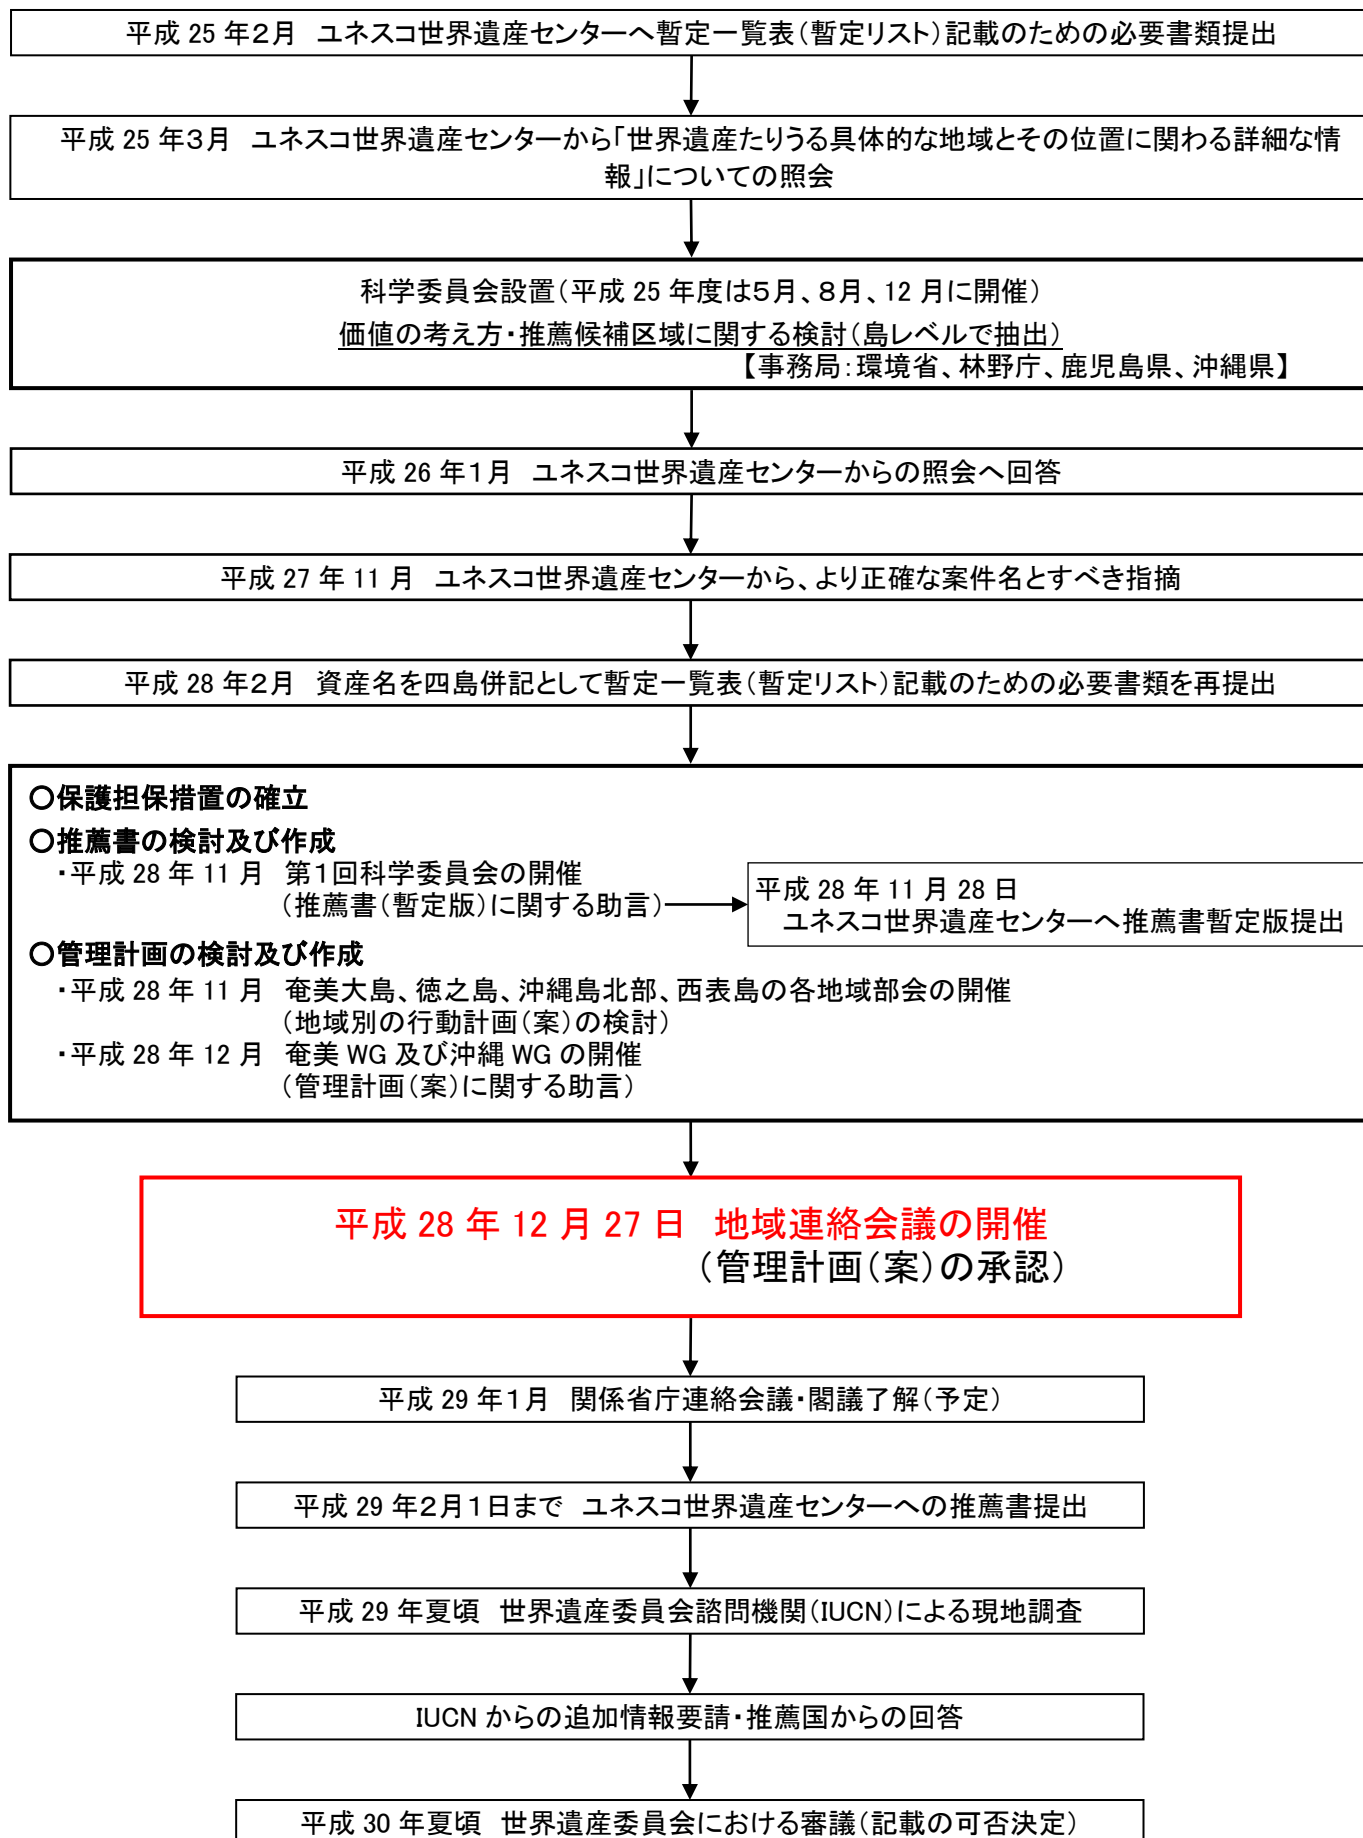 平成 25 年２月　ユネスコ世界遺産センターへ暫定一覧表（暫定リスト）記載のための必要書類提出
平成 25 年３月　ユネスコ世界遺産センターから「世界遺産たりうる具体的な地域とその位置に関わる詳細な情
報」についての照会
科学委員会設置（平成 25 年度は５月、８月、12 月に開催）
価値の考え方・推薦候補区域に関する検討（島レベルで抽出）
【事務局：環境省、林野庁、鹿児島県、沖縄県】
平成 26 年１月　ユネスコ世界遺産センターからの照会へ回答
平成 27 年 11 月　ユネスコ世界遺産センターから、より正確な案件名とすべき指摘
平成 28 年２月　資産名を四島併記として暫定一覧表（暫定リスト）記載のための必要書類を再提出
○保護担保措置の確立
○推薦書の検討及び作成
・平成 28 年 11 月　第１回科学委員会の開催
（推薦書（暫定版）に関する助言）
平成 28 年 11 月 28 日
ユネスコ世界遺産センターへ推薦書暫定版提出
○管理計画の検討及び作成
・平成 28 年 11 月　奄美大島、徳之島、沖縄島北部、西表島の各地域部会の開催
（地域別の行動計画（案）の検討）
・平成 28 年 12 月　奄美 WG 及び沖縄 WG の開催
（管理計画（案）に関する助言）
平成 28 年 12 月 27 日　地域連絡会議の開催
（管理計画（案）の承認）
平成 29 年１月　関係省庁連絡会議・閣議了解（予定）
平成 29 年２月１日まで　ユネスコ世界遺産センターへの推薦書提出
平成 29 年夏頃　世界遺産委員会諮問機関（IUCN）による現地調査
IUCN からの追加情報要請・推薦国からの回答
平成 30 年夏頃　世界遺産委員会における審議（記載の可否決定）